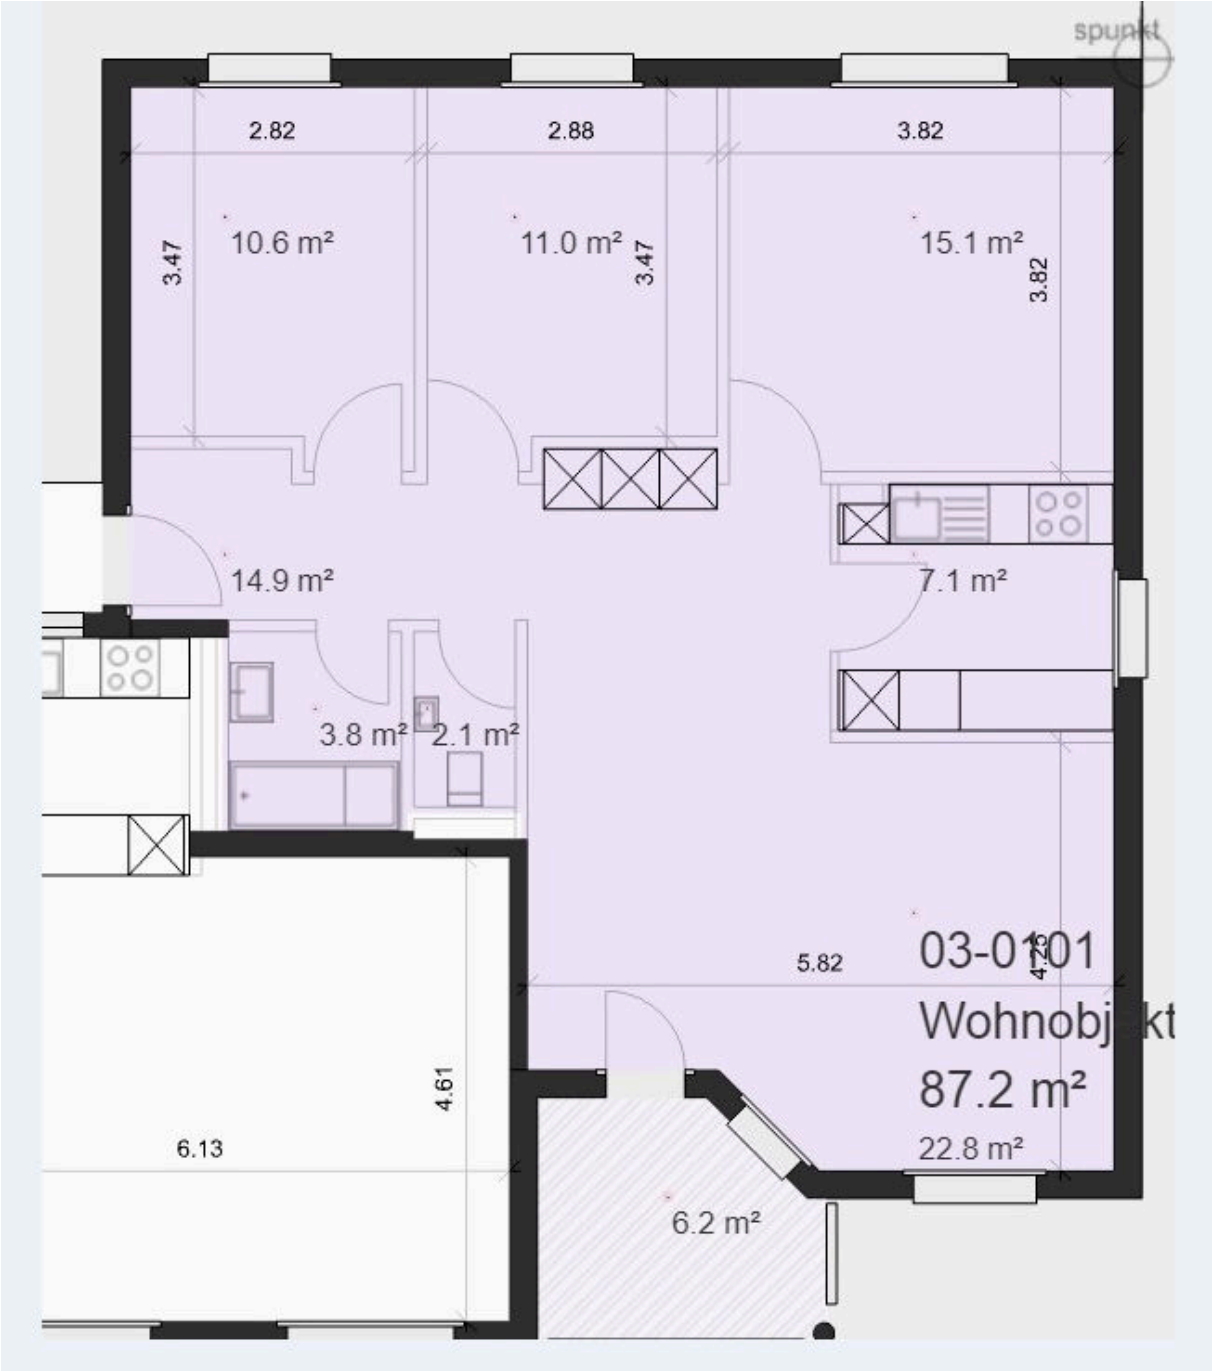 spunkt
2.82
2.88
3.82
10.6 m²
11.0 m²
15.1 m²
3.47
3.47
3.82
14.9 m²
7.1 m²
3.8 m²
2.1 m²
03-0101
4.25
5.82
Wohnobjekt
87.2 m²
22.8 m²
4.61
6.13
6.2 m²